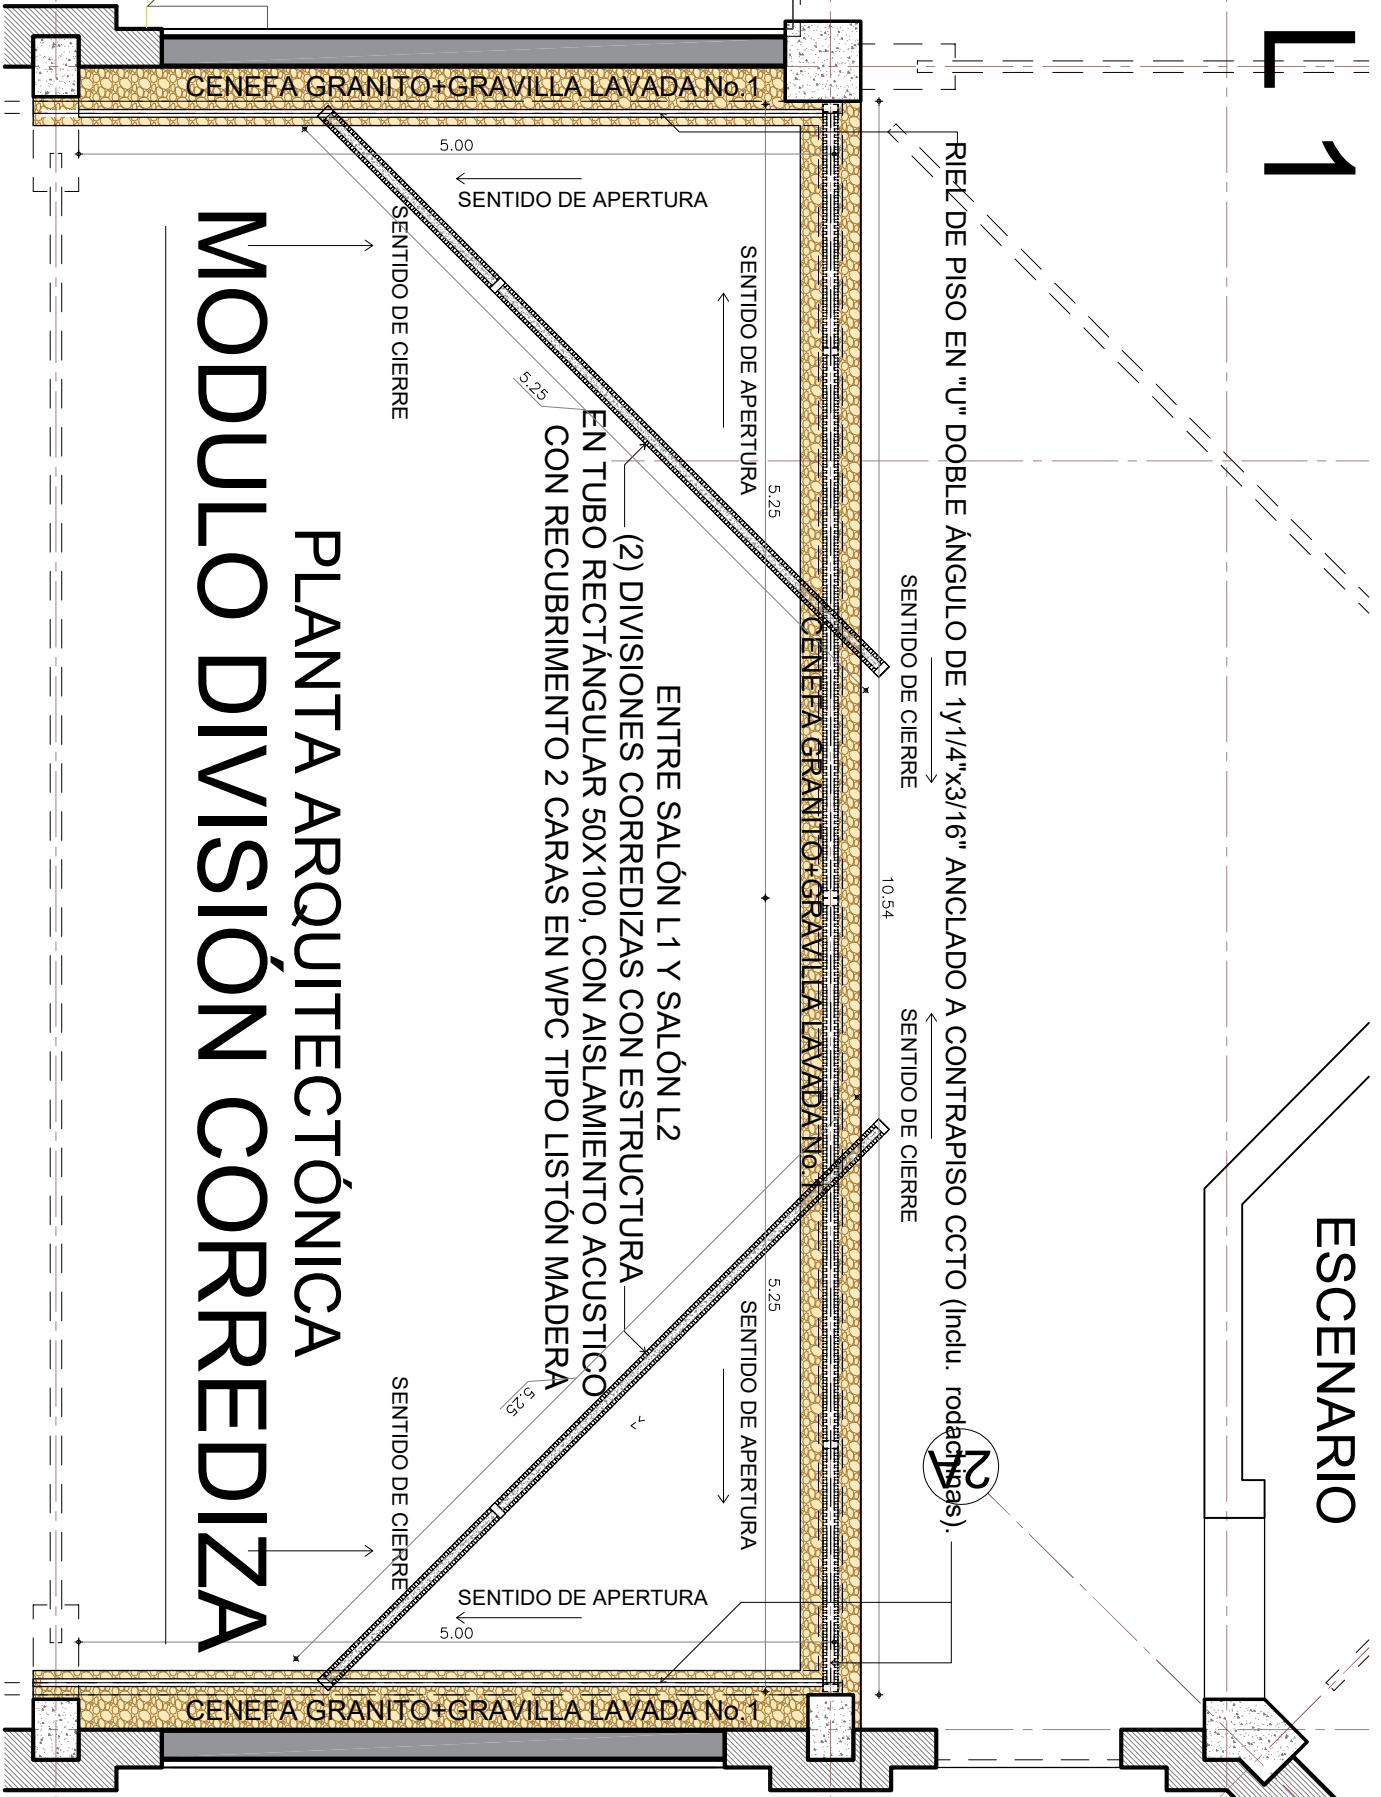 L 1
ESCENARIO
RIEL DE PISO EN "U" DOBLE ÁNGULO DE 1y1/4"x3/16" ANCLADO A CONTRAPISO CCTO (Inclu. rodachinas).
2A
SENTIDO DE CIERRE
SENTIDO DE CIERRE
10.54
CENEFA GRANITO+GRAVILLA LAVADA No.1
5.25
5.25
SENTIDO DE APERTURA
SENTIDO DE APERTURA
ENTRE SALÓN L1 Y SALÓN L2
(2) DIVISIONES CORREDIZAS CON ESTRUCTURA
EN TUBO RECTÁNGULAR 50X100, CON AISLAMIENTO ACUSTICO
CON RECUBRIMENTO 2 CARAS EN WPC TIPO LISTÓN MADERA
5.25
5.25
CENEFA GRANITO+GRAVILLA LAVADA No.1
5.00
SENTIDO DE APERTURA
SENTIDO DE APERTURA
5.00
CENEFA GRANITO+GRAVILLA LAVADA No.1
SENTIDO DE CIERRE
SENTIDO DE CIERRE
PLANTA ARQUITECTÓNICA
MODULO DIVISIÓN CORREDIZA